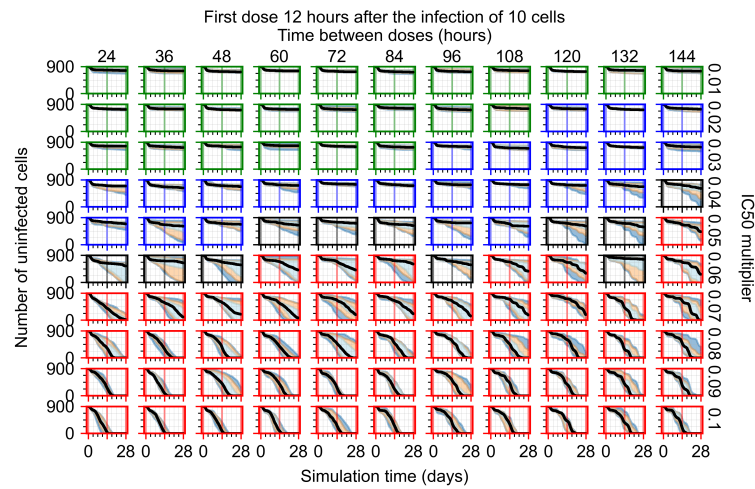 First dose 12 hours after the infection of 10 cells
Time between doses (hours)
24 36 48 60 72 84 96 108 120 132 144
900 0 0.01
0 0.02
900 0 0.03
900 0 0.04
900 0 0.05
900 0 0.06
900 0 0.07
900 0 0.08
900 0 0.09
900 0 0.1
0 28 0 28 0 28 0 28 0 28 0 28 0 28 0 28 0 28 0 28 0 28
Simulation time (days)
Number of uninfected cells
IC50 multiplier